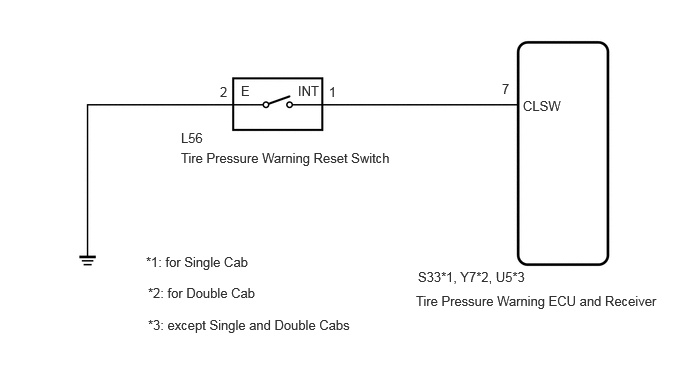 2 E INT 1
7
CLSW
L56
Tire Pressure Warning Reset Switch
*1: for Single Cab
*2: for Double Cab
*3: except Single and Double Cabs
S33*1, Y7*2, U5*3
Tire Pressure Warning ECU and Receiver